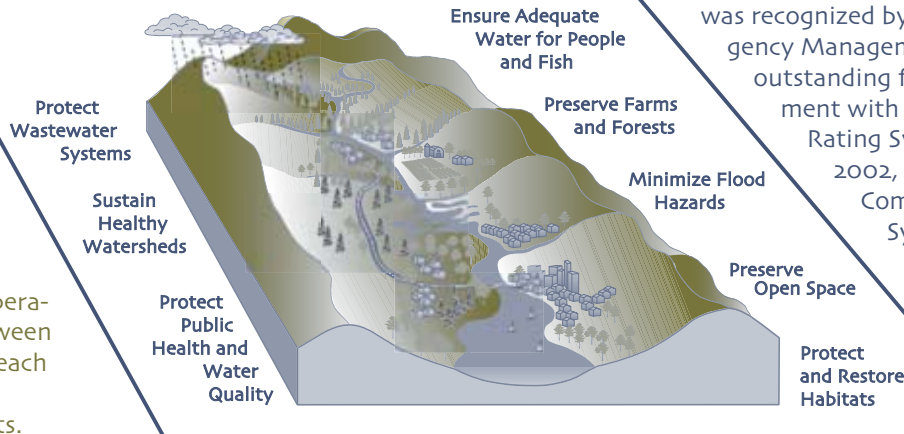 Ensure Adequate
Water for People
and Fish
was recognized by
gency Managem
outstanding f
ment with
Rating Sy
2002,
Com
Sy
Protect
Wastewater
Systems
Preserve Farms
and Forests
Minimize Flood
Hazards
Sustain
Healthy
Watersheds
Preserve
Open Space
Protect
Public
Health and
Water
Quality
Protect
and Restore
Habitats
pera-
ween
each
ts.